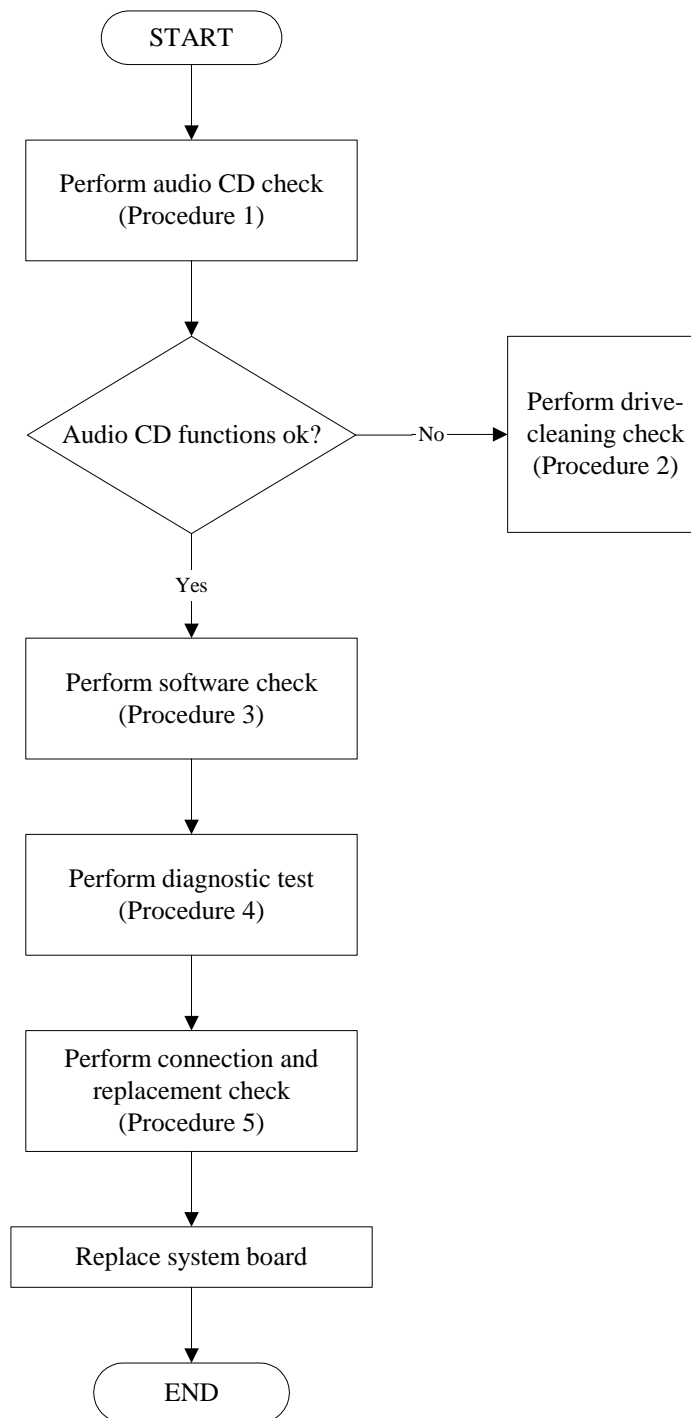 START
Perform audio CD check
(Procedure 1)
Audio CD functions ok?
No
Perform drive-
cleaning check
(Procedure 2)
Yes
Perform software check
(Procedure 3)
Perform diagnostic test
(Procedure 4)
Perform connection and
replacement check
(Procedure 5)
Replace system board
END